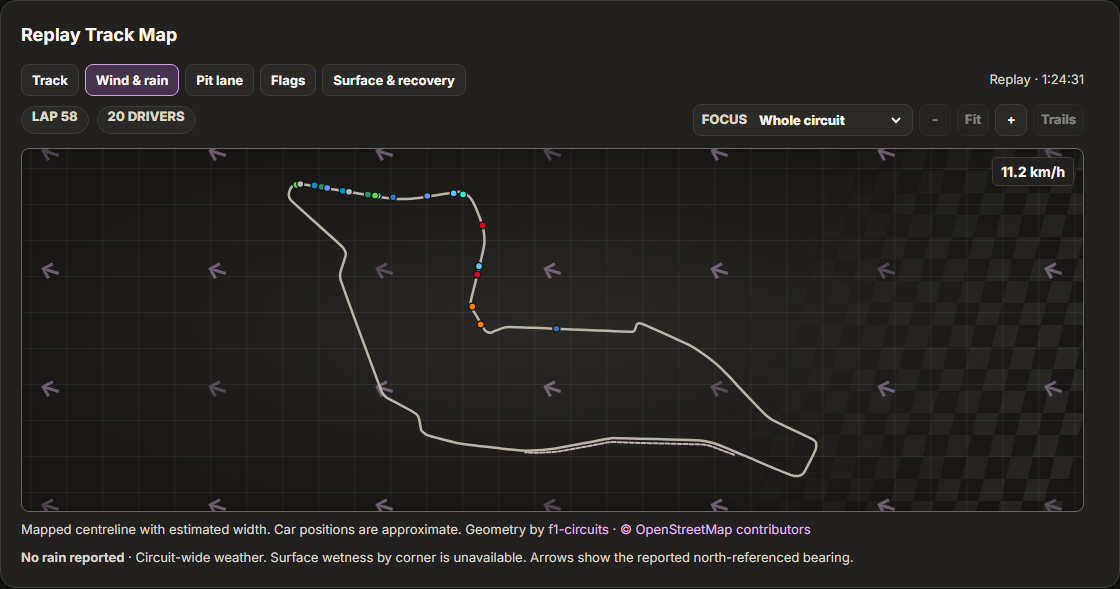 Replay Track Map
Track
Wind & rain
Pit lane
Flags
Surface & recovery
Replay · 1:24:31
LAP 58
20 DRIVERS
FOCUS Whole circuit
-
Fit
+
Trails
11.2 km/h
Mapped centreline with estimated width. Car positions are approximate. Geometry by f1-circuits · © OpenStreetMap contributors
No rain reported · Circuit-wide weather. Surface wetness by corner is unavailable. Arrows show the reported north-referenced bearing.